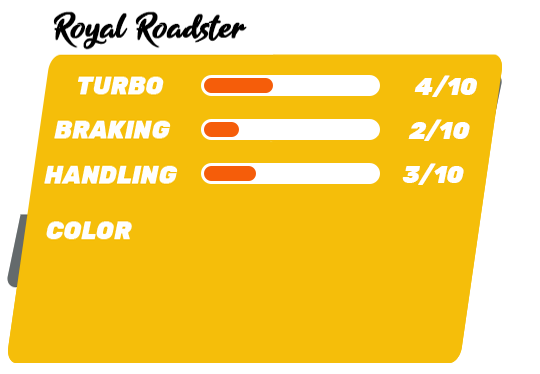 Royal Roadster
TURBO 4/10
BRAKING 2/10
HANDLING 3/10
COLOR